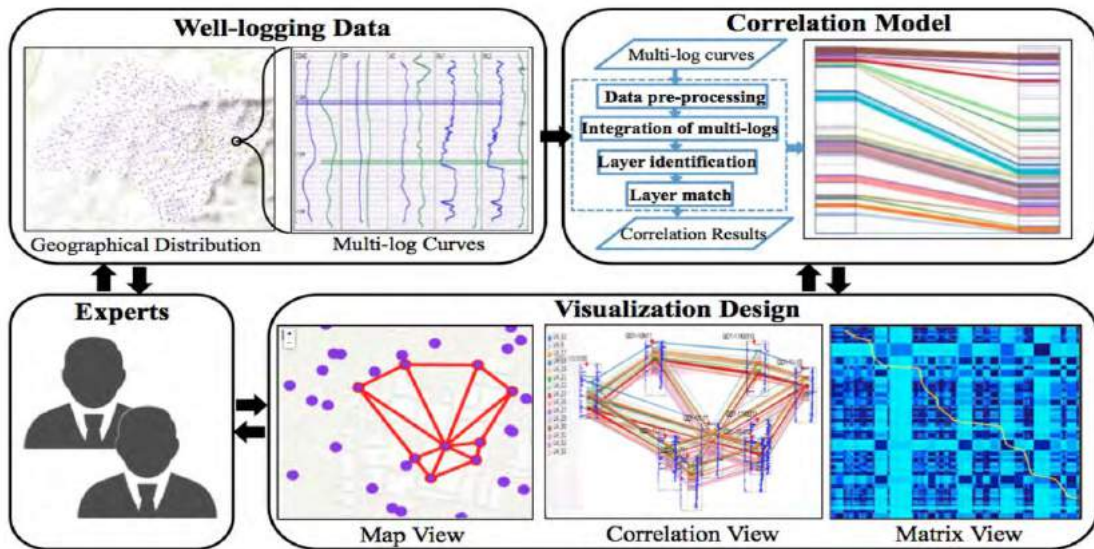 Well-logging Data
Geographical Distribution
Multi-log Curves
Correlation Model
Multi-log curves
Data pre-processing
Integration of multi-logs
Layer identification
Layer match
Correlation Results
Experts
Visualization Design
Map View
Correlation View
Matrix View